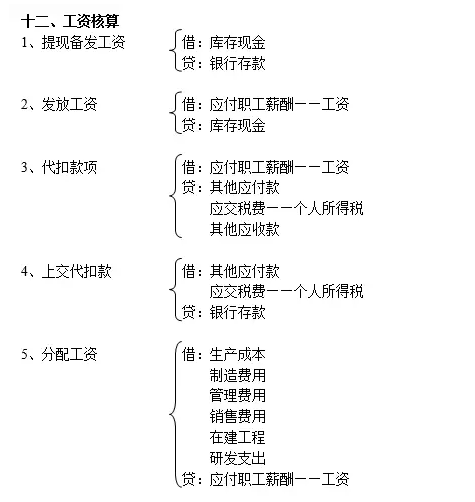 十二、工资核算
1、提现备发工资 借：库存现金
贷：银行存款
2、发放工资 借：应付职工薪酬——工资
贷：库存现金
3、代扣款项 借：应付职工薪酬——工资
贷：其他应付款
应交税费——个人所得税
其他应收款
4、上交代扣款 借：其他应付款
应交税费——个人所得税
贷：银行存款
5、分配工资 借：生产成本
制造费用
管理费用
销售费用
在建工程
研发支出
贷：应付职工薪酬——工资